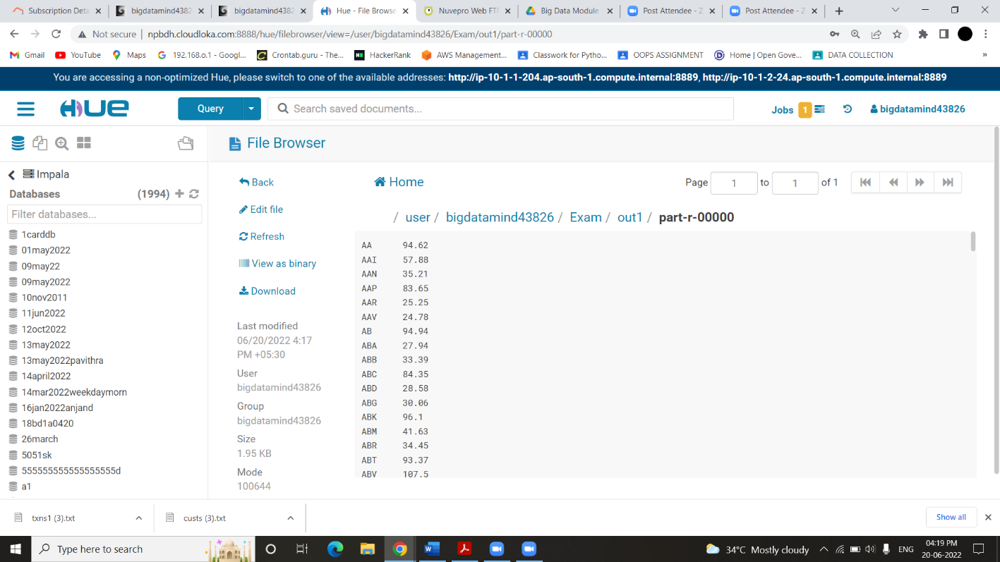 Subscription Deta
bigdatamind4382
bigdatamind4382
Hue - File Browse
Nuvepro Web FTP
Big Data Module
Post Attendee - Z
Post Attendee - Z
Not secure | npbdh.cloudloka.com:8888/hue/filebrowser/view=/user/bigdatamind43826/Exam/out1/part-r-00000
Gmail
YouTube
Maps
192.168.o.1 - Googl...
Crontab.guru - The...
HackerRank
AWS Management...
Classwork for Pytho...
OOPS ASSIGNMENT
Home | Open Gove...
DATA COLLECTION
»
You are accessing a non-optimized Hue, please switch to one of the available addresses: http://ip-10-1-1-204.ap-south-1.compute.internal:8889, http://ip-10-1-2-24.ap-south-1.compute.internal:8889
HUE
Query
Search saved documents...
Jobs 1
bigdatamind43826
File Browser
Impala
Databases (1994)
Filter databases...
1carddb
01may2022
09may22
09may2022
10nov2011
11jun2022
12oct2022
13may2022
13may2022pavithra
14april2022
14mar2022weekdaymorn
16jan2022anjand
18bd1a0420
26march
5051sk
a1
Back
Edit file
Refresh
View as binary
Download
Last modified
06/20/2022 4:17
PM +05:30
User
bigdatamind43826
Group
bigdatamind43826
Size
1.95 KB
Mode
100644
Home
Page 1 to 1 of 1
/ user / bigdatamind43826 / Exam / out1 / part-r-00000
AA 94.62
AAI 57.88
AAN 35.21
AAP 83.65
AAR 25.25
AAV 24.78
AB 94.94
ABA 27.94
ABB 33.39
ABC 84.35
ABD 28.58
ABG 30.06
ABK 96.1
ABM 41.63
ABR 34.45
ABT 93.37
ABV 107.5
txns1 (3).txt
custs (3).txt
Show all
Type here to search
34°C Mostly cloudy
ENG
04:19 PM
20-06-2022